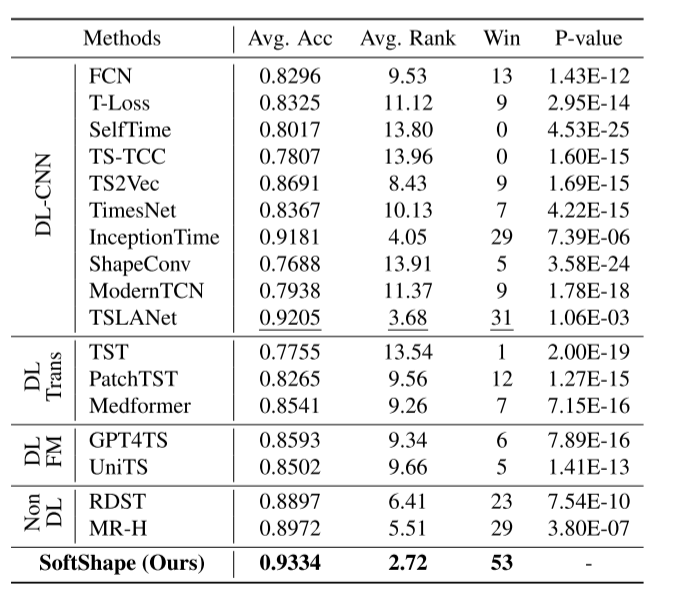 Methods Avg. Acc Avg. Rank Win P-value
DL-CNN
FCN 0.8296 9.53 13 1.43E-12
T-Loss 0.8325 11.12 9 2.95E-14
SelfTime 0.8017 13.80 0 4.53E-25
TS-TCC 0.7807 13.96 0 1.60E-15
TS2Vec 0.8691 8.43 9 1.69E-15
TimesNet 0.8367 10.13 7 4.22E-15
InceptionTime 0.9181 4.05 29 7.39E-06
ShapeConv 0.7688 13.91 5 3.58E-24
ModernTCN 0.7938 11.37 9 1.78E-18
TSLANet 0.9205 3.68 31 1.06E-03
DL
Trans
TST 0.7755 13.54 1 2.00E-19
PatchTST 0.8265 9.56 12 1.27E-15
Medformer 0.8541 9.26 7 7.15E-16
DL
FM
GPT4TS 0.8593 9.34 6 7.89E-16
UniTS 0.8502 9.66 5 1.41E-13
Non
DL
RDST 0.8897 6.41 23 7.54E-10
MR-H 0.8972 5.51 29 3.80E-07
SoftShape (Ours) 0.9334 2.72 53 -